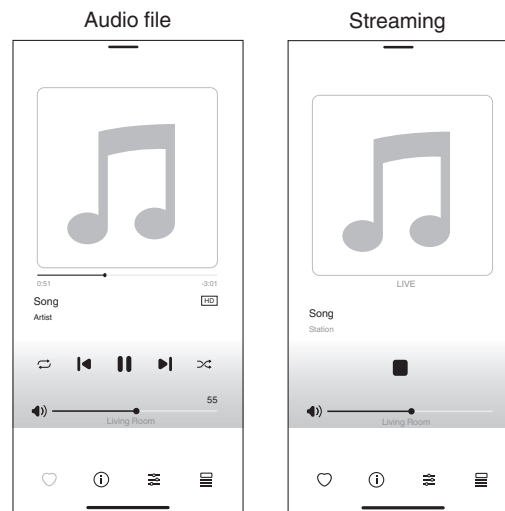 Audio file
0:51 -3:01
Song HD
Artist
55
Living Room
Streaming
LIVE
Song
Station
Living Room